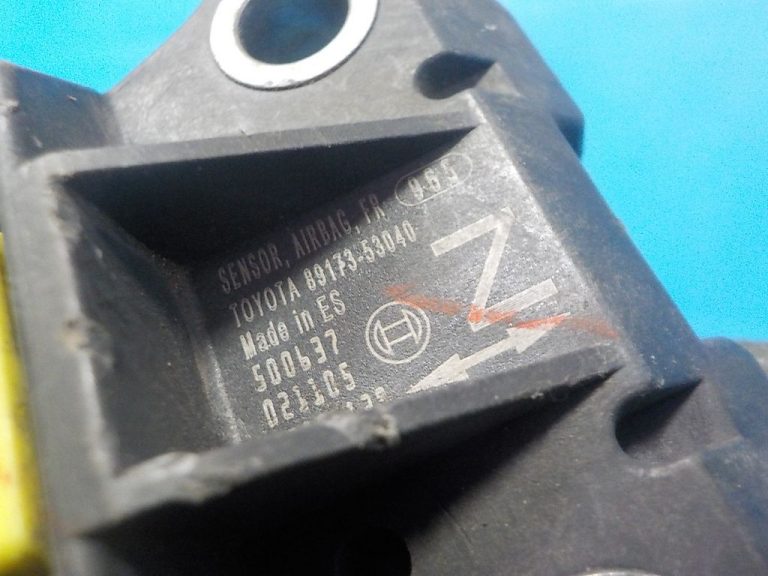 SENSOR, AIRBAG, FR
TOYOTA 89173-53040
Made in ES
500637
021105
N